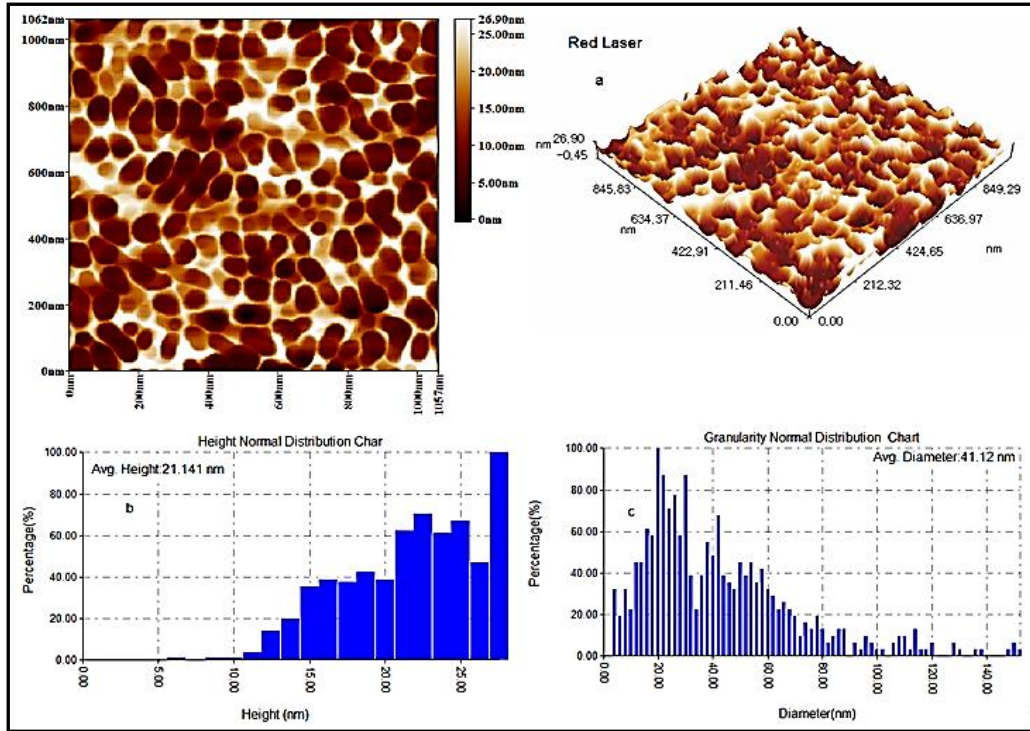 1062nm
1000nm
800nm
600nm
400nm
200nm
0nm
0nm
200nm
400nm
600nm
800nm
1000nm
1057nm
26.90nm
25.00nm
20.00nm
15.00nm
10.00nm
5.00nm
0nm
Red Laser
a
nm 26.90
−0.45
845.83
634.37
nm
422.91
211.46
0.00
0.00
212.32
424.65
nm
636.97
849.29
Height Normal Distribution Char
Avg. Height:21.141 nm
b
Percentage(%)
100.00
80.00
60.00
40.00
20.00
0.00
0.00
5.00
10.00
15.00
20.00
25.00
Height (nm)
Granularity Normal Distribution Chart
Avg. Diameter:41.12 nm
c
Percentage(%)
100.00
80.00
60.00
40.00
20.00
0.00
0.00
20.00
40.00
60.00
80.00
100.00
120.00
140.00
Diameter(nm)